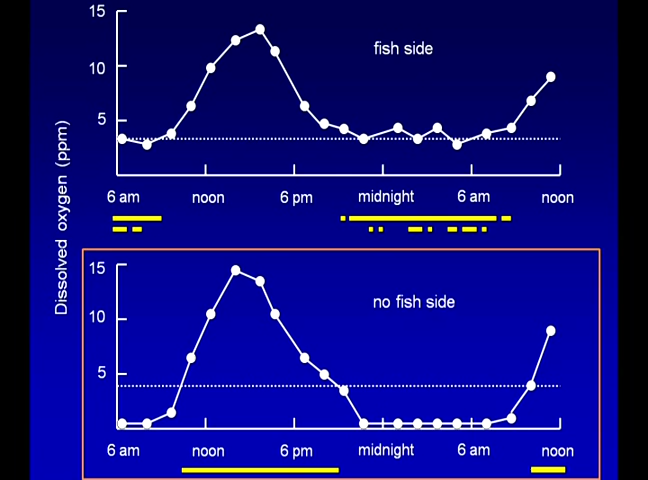 Dissolved oxygen (ppm)
15
fish side
10
5
6 am noon 6 pm midnight 6 am noon
15
no fish side
10
5
6 am noon 6 pm midnight 6 am noon